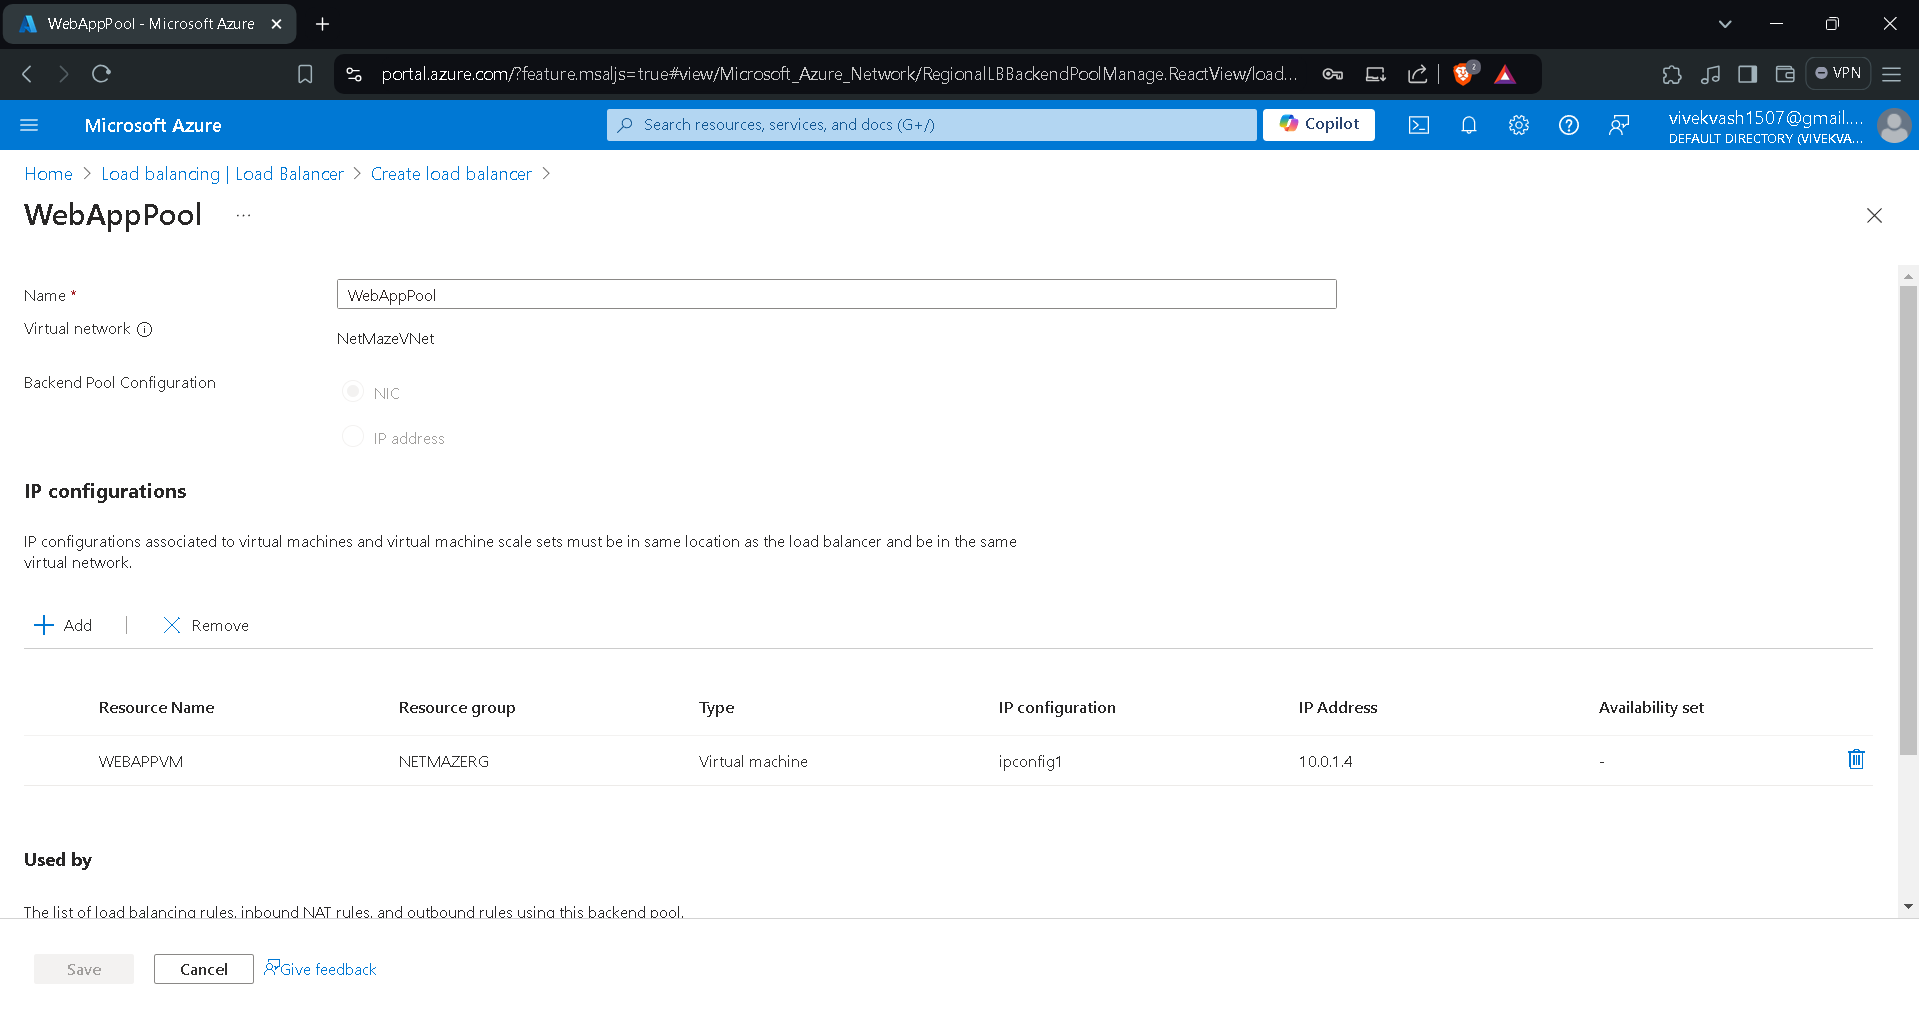 WebAppPool - Microsoft Azure
portal.azure.com/?feature.msaljs=true#view/Microsoft_Azure_Network/RegionalLBBackendPoolManage.ReactView/load...
2
VPN
Microsoft Azure
Search resources, services, and docs (G+/)
Copilot
vivekvash1507@gmail....
DEFAULT DIRECTORY (VIVEKVA...
Home > Load balancing | Load Balancer > Create load balancer >
WebAppPool ...
Name *
WebAppPool
Virtual network
NetMazeVNet
Backend Pool Configuration
NIC
IP address
IP configurations
IP configurations associated to virtual machines and virtual machine scale sets must be in same location as the load balancer and be in the same
virtual network.
Add | Remove
Resource Name Resource group Type IP configuration IP Address Availability set
WEBAPPVM NETMAZERG Virtual machine ipconfig1 10.0.1.4 -
Used by
The list of load balancing rules, inbound NAT rules, and outbound rules using this backend pool.
Save Cancel Give feedback